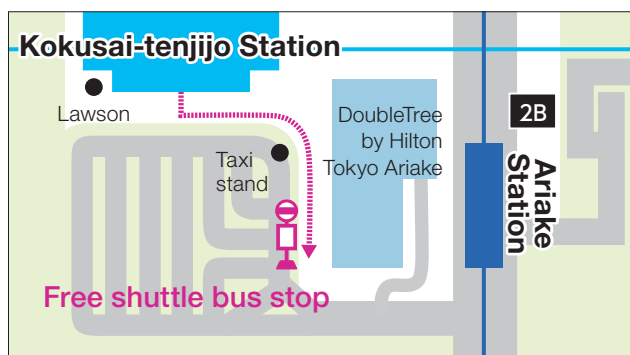 Kokusai-tenjijo Station
Lawson
Taxi
stand
DoubleTree
by Hilton
Tokyo Ariake
2B
Ariake
Station
Free shuttle bus stop